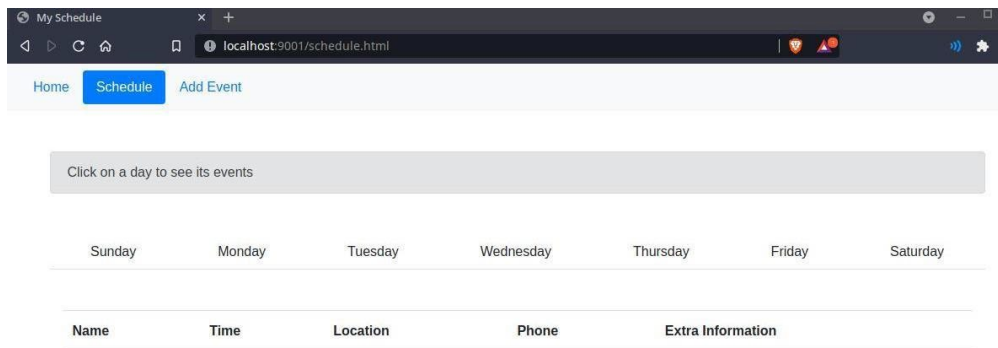 My Schedule
localhost:9001/schedule.html
Home Schedule Add Event
Click on a day to see its events
Sunday Monday Tuesday Wednesday Thursday Friday Saturday
Name Time Location Phone Extra Information